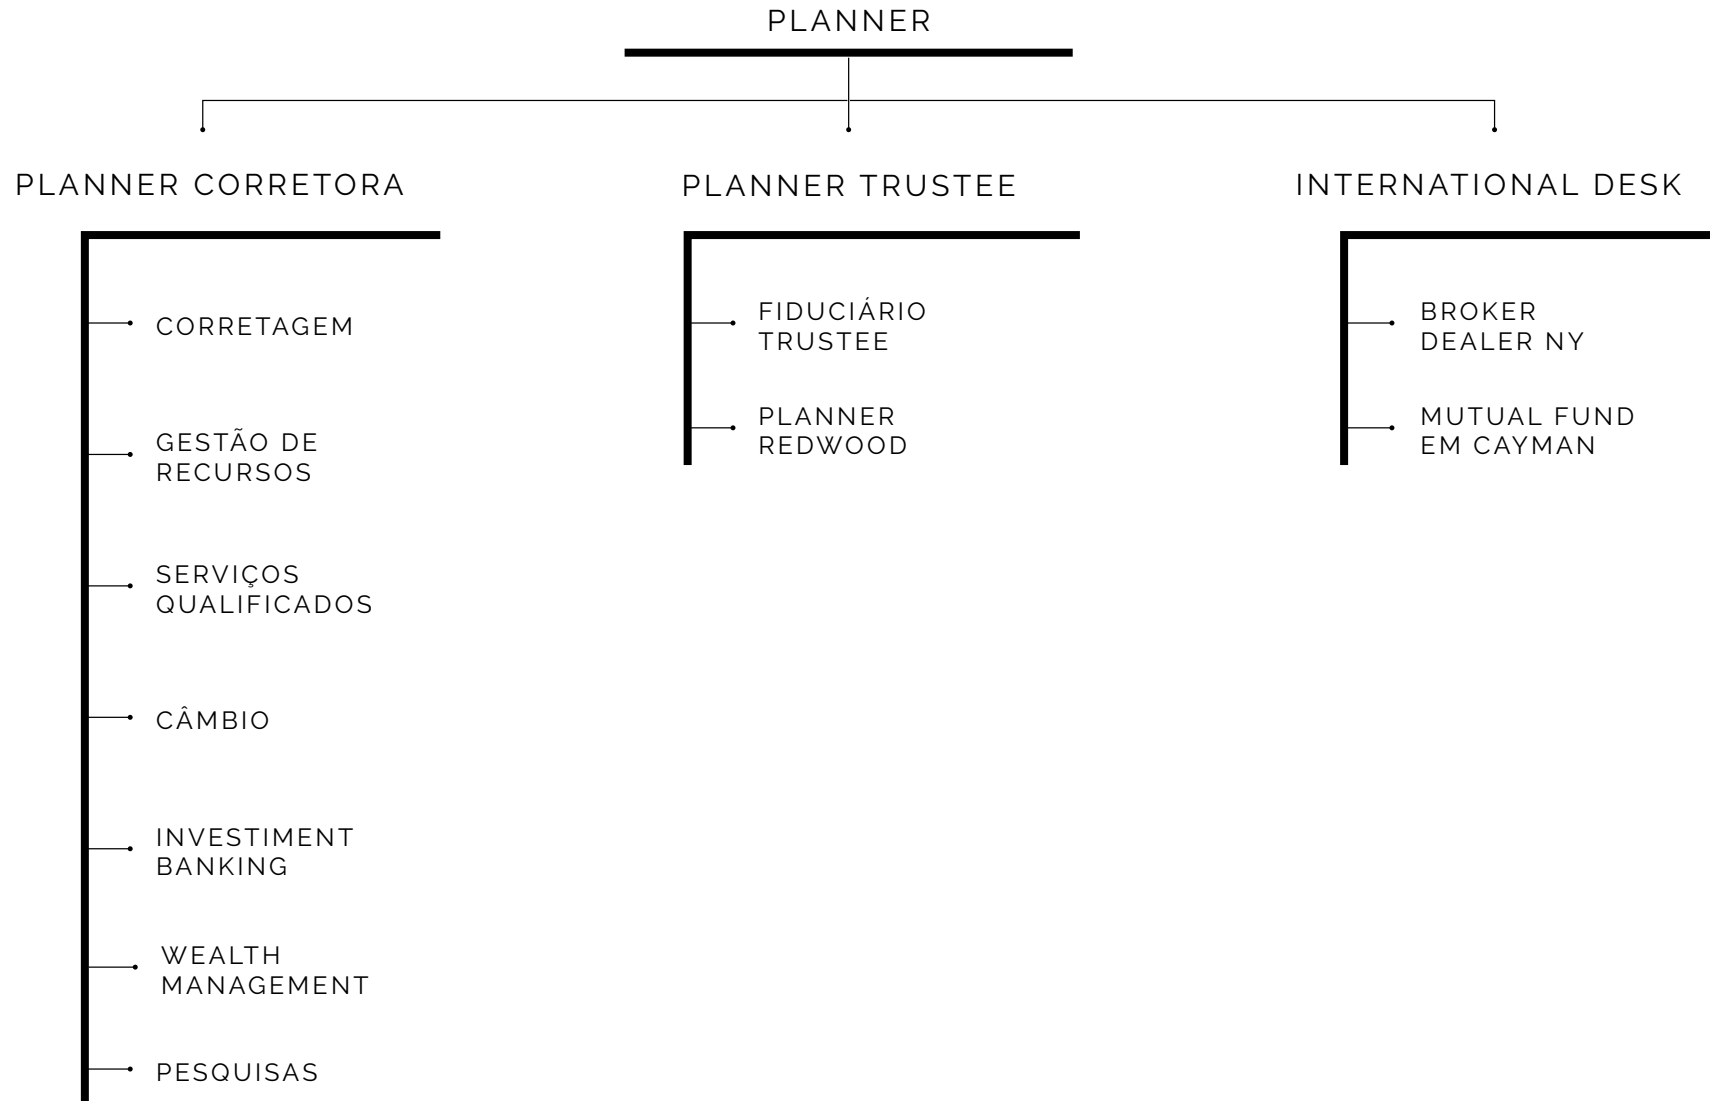 PLANNER
PLANNER CORRETORA
CORRETAGEM
GESTÃO DE
RECURSOS
SERVIÇOS
QUALIFICADOS
CÂMBIO
INVESTIMENT
BANKING
WEALTH
MANAGEMENT
PESQUISAS
PLANNER TRUSTEE
FIDUCIÁRIO
TRUSTEE
PLANNER
REDWOOD
INTERNATIONAL DESK
BROKER
DEALER NY
MUTUAL FUND
EM CAYMAN